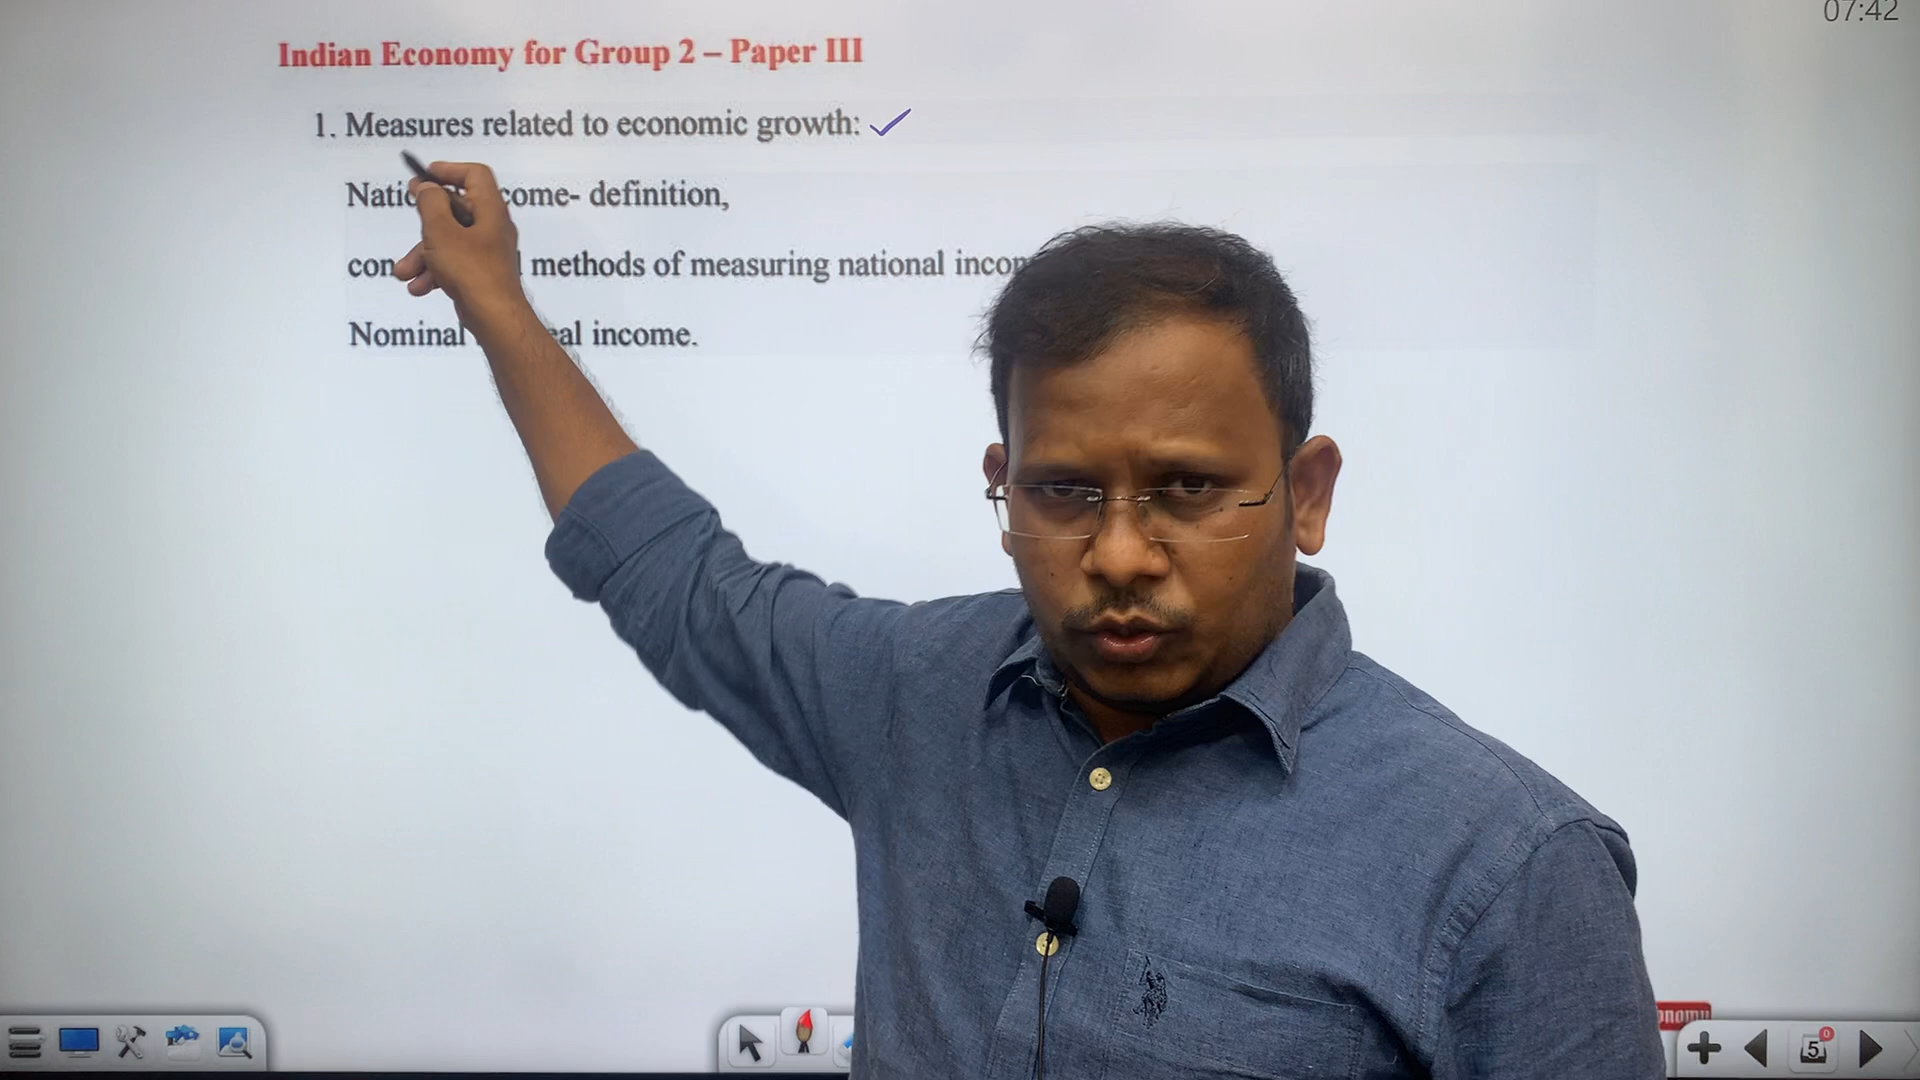 07:42
Indian Economy for Group 2 – Paper III
1. Measures related to economic growth:
come- definition,
methods of measuring national
Nominal income.
5
0